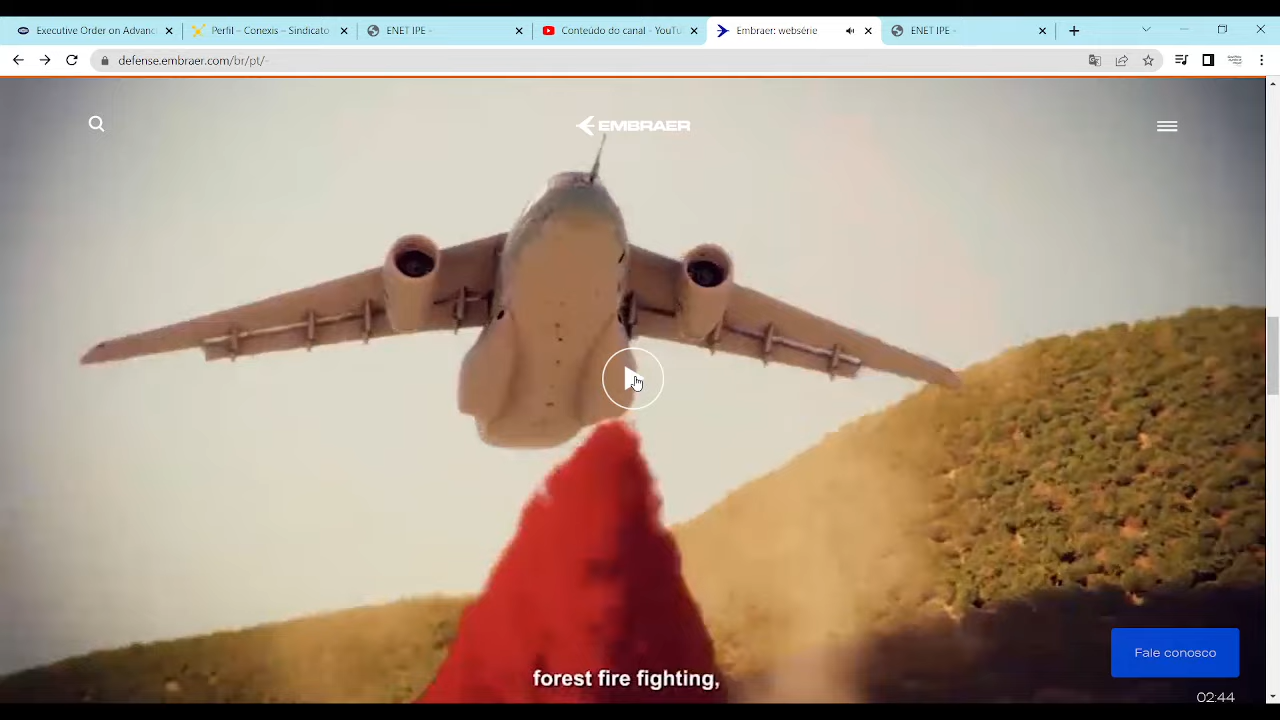 Executive Order on Advanc
Perfil – Conexis – Sindicato
ENET IPE -
Conteúdo do canal - YouTu
Embraer: websérie
ENET IPE -
defense.embraer.com/br/pt/-
EMBRAER
forest fire fighting,
Fale conosco
02:44